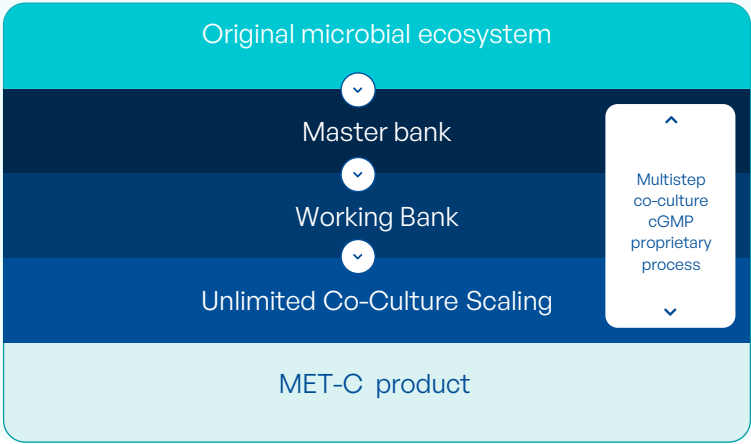 Original microbial ecosystem
Master bank
Working Bank
Unlimited Co-Culture Scaling
Multistep
co-culture
cGMP
proprietary
process
MET-C product